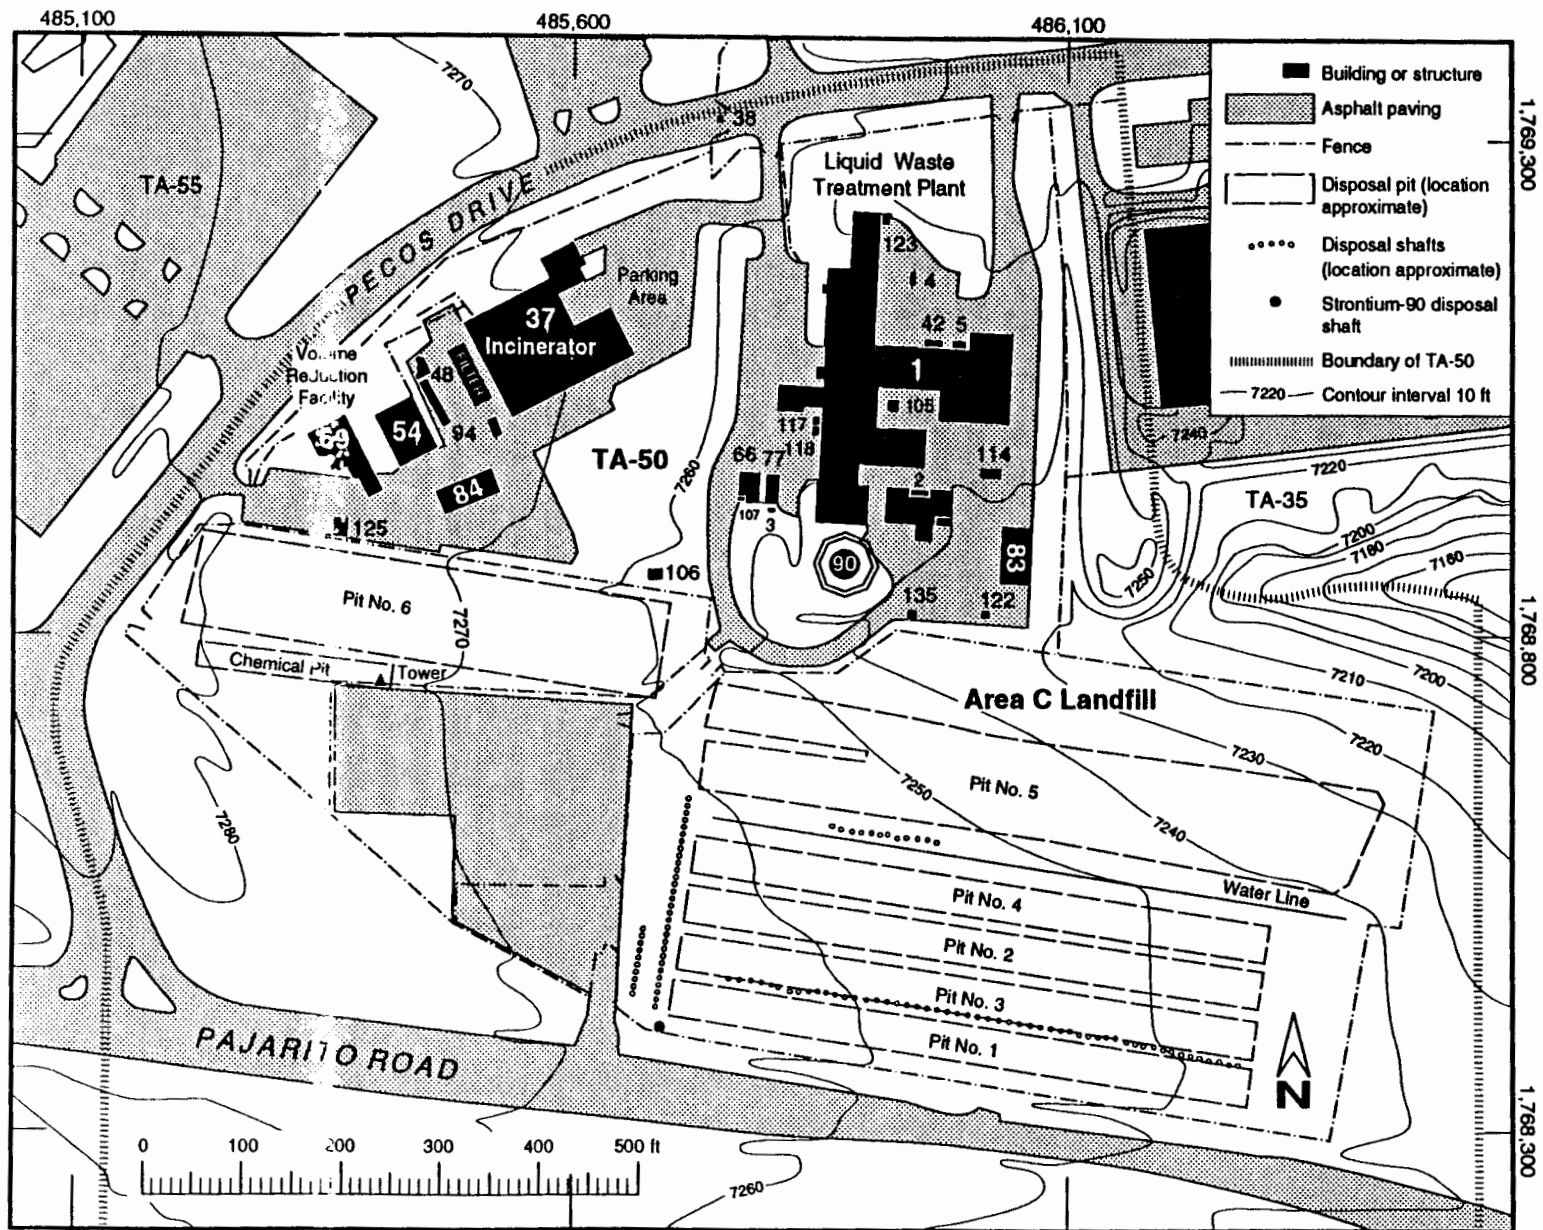 485,100
485,600
486,100
1,769,300
1,768,800
1,768,300
Building or structure
Asphalt paving
Fence
Disposal pit (location
approximate)
Disposal shafts
(location approximate)
Strontium-90 disposal
shaft
Boundary of TA-50
7220 Contour interval 10 ft
7270
38
TA-55
PECOS DRIVE
Liquid Waste
Treatment Plant
123
4
Parking
Area
37
Incinerator
42
5
1
105
Facility
48
54
94
69
84
125
117
118
TA-50
7260
66
77
107
3
2
114
90
83
135
122
106
7240
7220
TA-35
7200
7180
7160
7250
Pit No. 6
7270
Chemical Pit
Tower
Area C Landfill
7210
7200
7220
7230
7240
7250
Pit No. 5
7280
Water Line
Pit No. 4
Pit No. 2
Pit No. 3
Pit No. 1
N
PAJARITO ROAD
0
100
200
300
400
500 ft
7260